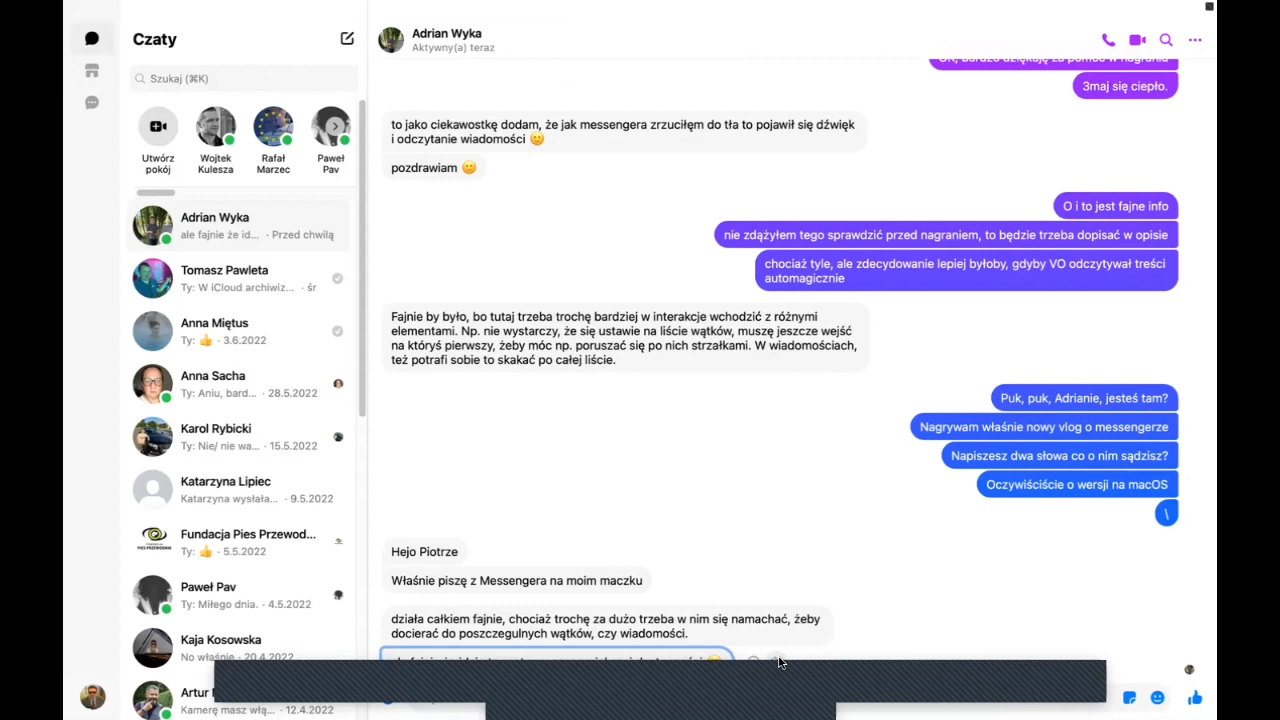 Czaty
Szukaj (⌘K)
Utwórz
pokój
Wojtek
Kulesza
Rafał
Marzec
Paweł
Pav
Adrian Wyka
ale fajnie że id... · Przed chwilą
Tomasz Pawleta
Ty: W iCloud archiwiz... · śr
Anna Miętus
Ty: 👍 · 3.6.2022
Anna Sacha
Ty: Aniu, bard... · 28.5.2022
Karol Rybicki
Ty: Nie/ nie wa... · 15.5.2022
Katarzyna Lipiec
Katarzyna wysłała... · 9.5.2022
Fundacja Pies Przewod...
Ty: 👍 · 5.5.2022
Paweł Pav
Ty: Miłego dnia. · 4.5.2022
Kaja Kosowska
No właśnie · 20.4.2022
Artur
Kamerę masz włą... · 12.4.2022
Adrian Wyka
Aktywny(a) teraz
OK, bardzo dziękuję za pomoc w nagraniu
3maj się ciepło.
to jako ciekawostkę dodam, że jak messengera zrzuciłęm do tła to pojawił się dźwięk
i odczytanie wiadomości 😊
pozdrawiam 😊
O i to jest fajne info
nie zdążyłem tego sprawdzić przed nagraniem, to będzie trzeba dopisać w opisie
chociaż tyle, ale zdecydowanie lepiej byłoby, gdyby VO odczytywał treści
automagicznie
Fajnie by było, bo tutaj trzeba trochę bardziej w interakcje wchodzić z różnymi
elementami. Np. nie wystarczy, że się ustawie na liście wątków, muszę jeszcze wejść
na któryś pierwszy, żeby móc np. poruszać się po nich strzałkami. W wiadomościach,
też potrafi sobie to skakać po całej liście.
Puk, puk, Adrianie, jesteś tam?
Nagrywam właśnie nowy vlog o messengerze
Napiszesz dwa słowa co o nim sądzisz?
Oczywiściście o wersji na macOS
\
Hejo Piotrze
Właśnie piszę z Messengera na moim maczku
działa całkiem fajnie, chociaż trochę za dużo trzeba w nim się namachać, żeby
docierać do poszczegulnych wątków, czy wiadomości.